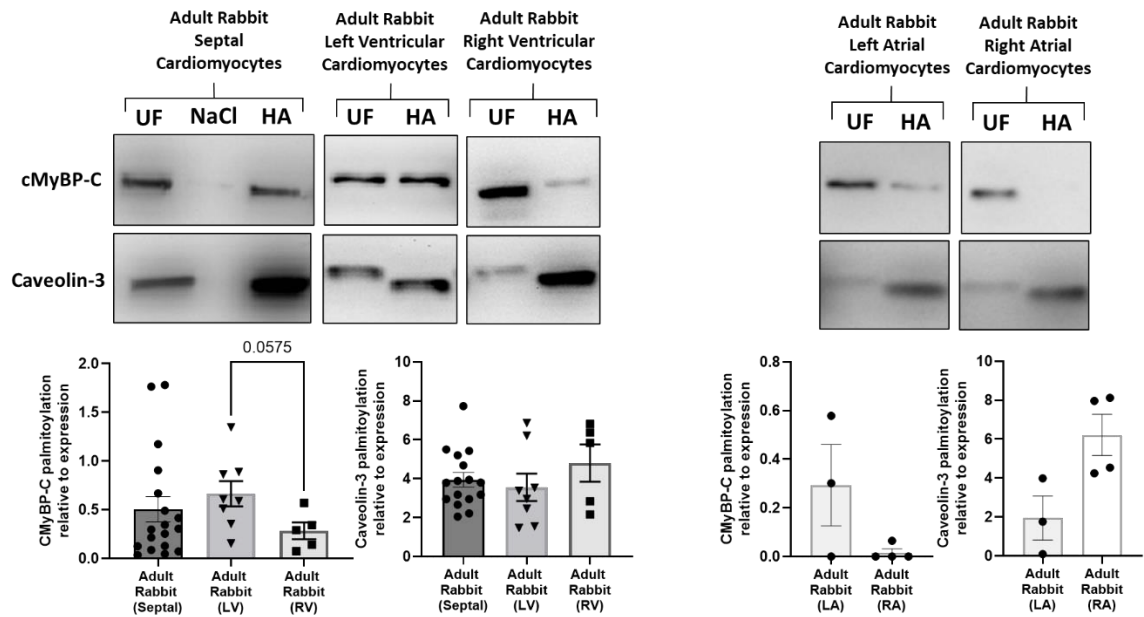 Adult Rabbit
Septal
Cardiomyocytes
Adult Rabbit
Left Ventricular
Cardiomyocytes
Adult Rabbit
Right Ventricular
Cardiomyocytes
Adult Rabbit
Left Atrial
Cardiomyocytes
Adult Rabbit
Right Atrial
Cardiomyocytes
UF NaCl HA
UF HA
UF HA
UF HA
UF HA
cMyBP-C
Caveolin-3
CMyBP-C palmitoylation
relative to expression
2.0
1.5
1.0
0.5
0.0
0.0575
Adult
Rabbit
(Septal)
Adult
Rabbit
(LV)
Adult
Rabbit
(RV)
Caveolin-3 palmitoylation
relative to expression
10
8
6
4
2
0
Adult
Rabbit
(Septal)
Adult
Rabbit
(LV)
Adult
Rabbit
(RV)
CMyBP-C palmitoylation
relative to expression
0.8
0.6
0.4
0.2
0.0
Adult
Rabbit
(LA)
Adult
Rabbit
(RA)
Caveolin-3 palmitoylation
relative to expression
10
8
6
4
2
0
Adult
Rabbit
(LA)
Adult
Rabbit
(RA)